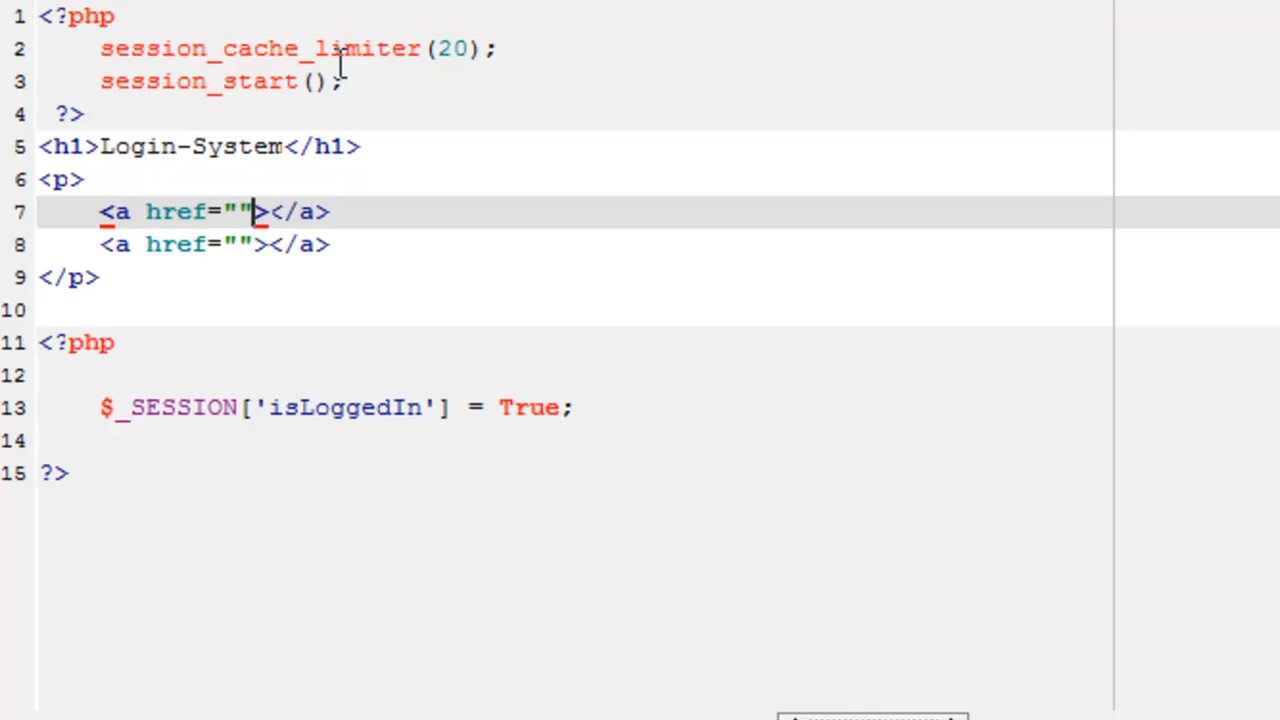 1 <?php
2 session_cache_limiter(20);
3 session_start();
4 ?>
5 <h1>Login-System</h1>
6 <p>
7 <a href=""></a>
8 <a href=""></a>
9 </p>
10
11 <?php
12
13 $_SESSION['isLoggedIn'] = True;
14
15 ?>